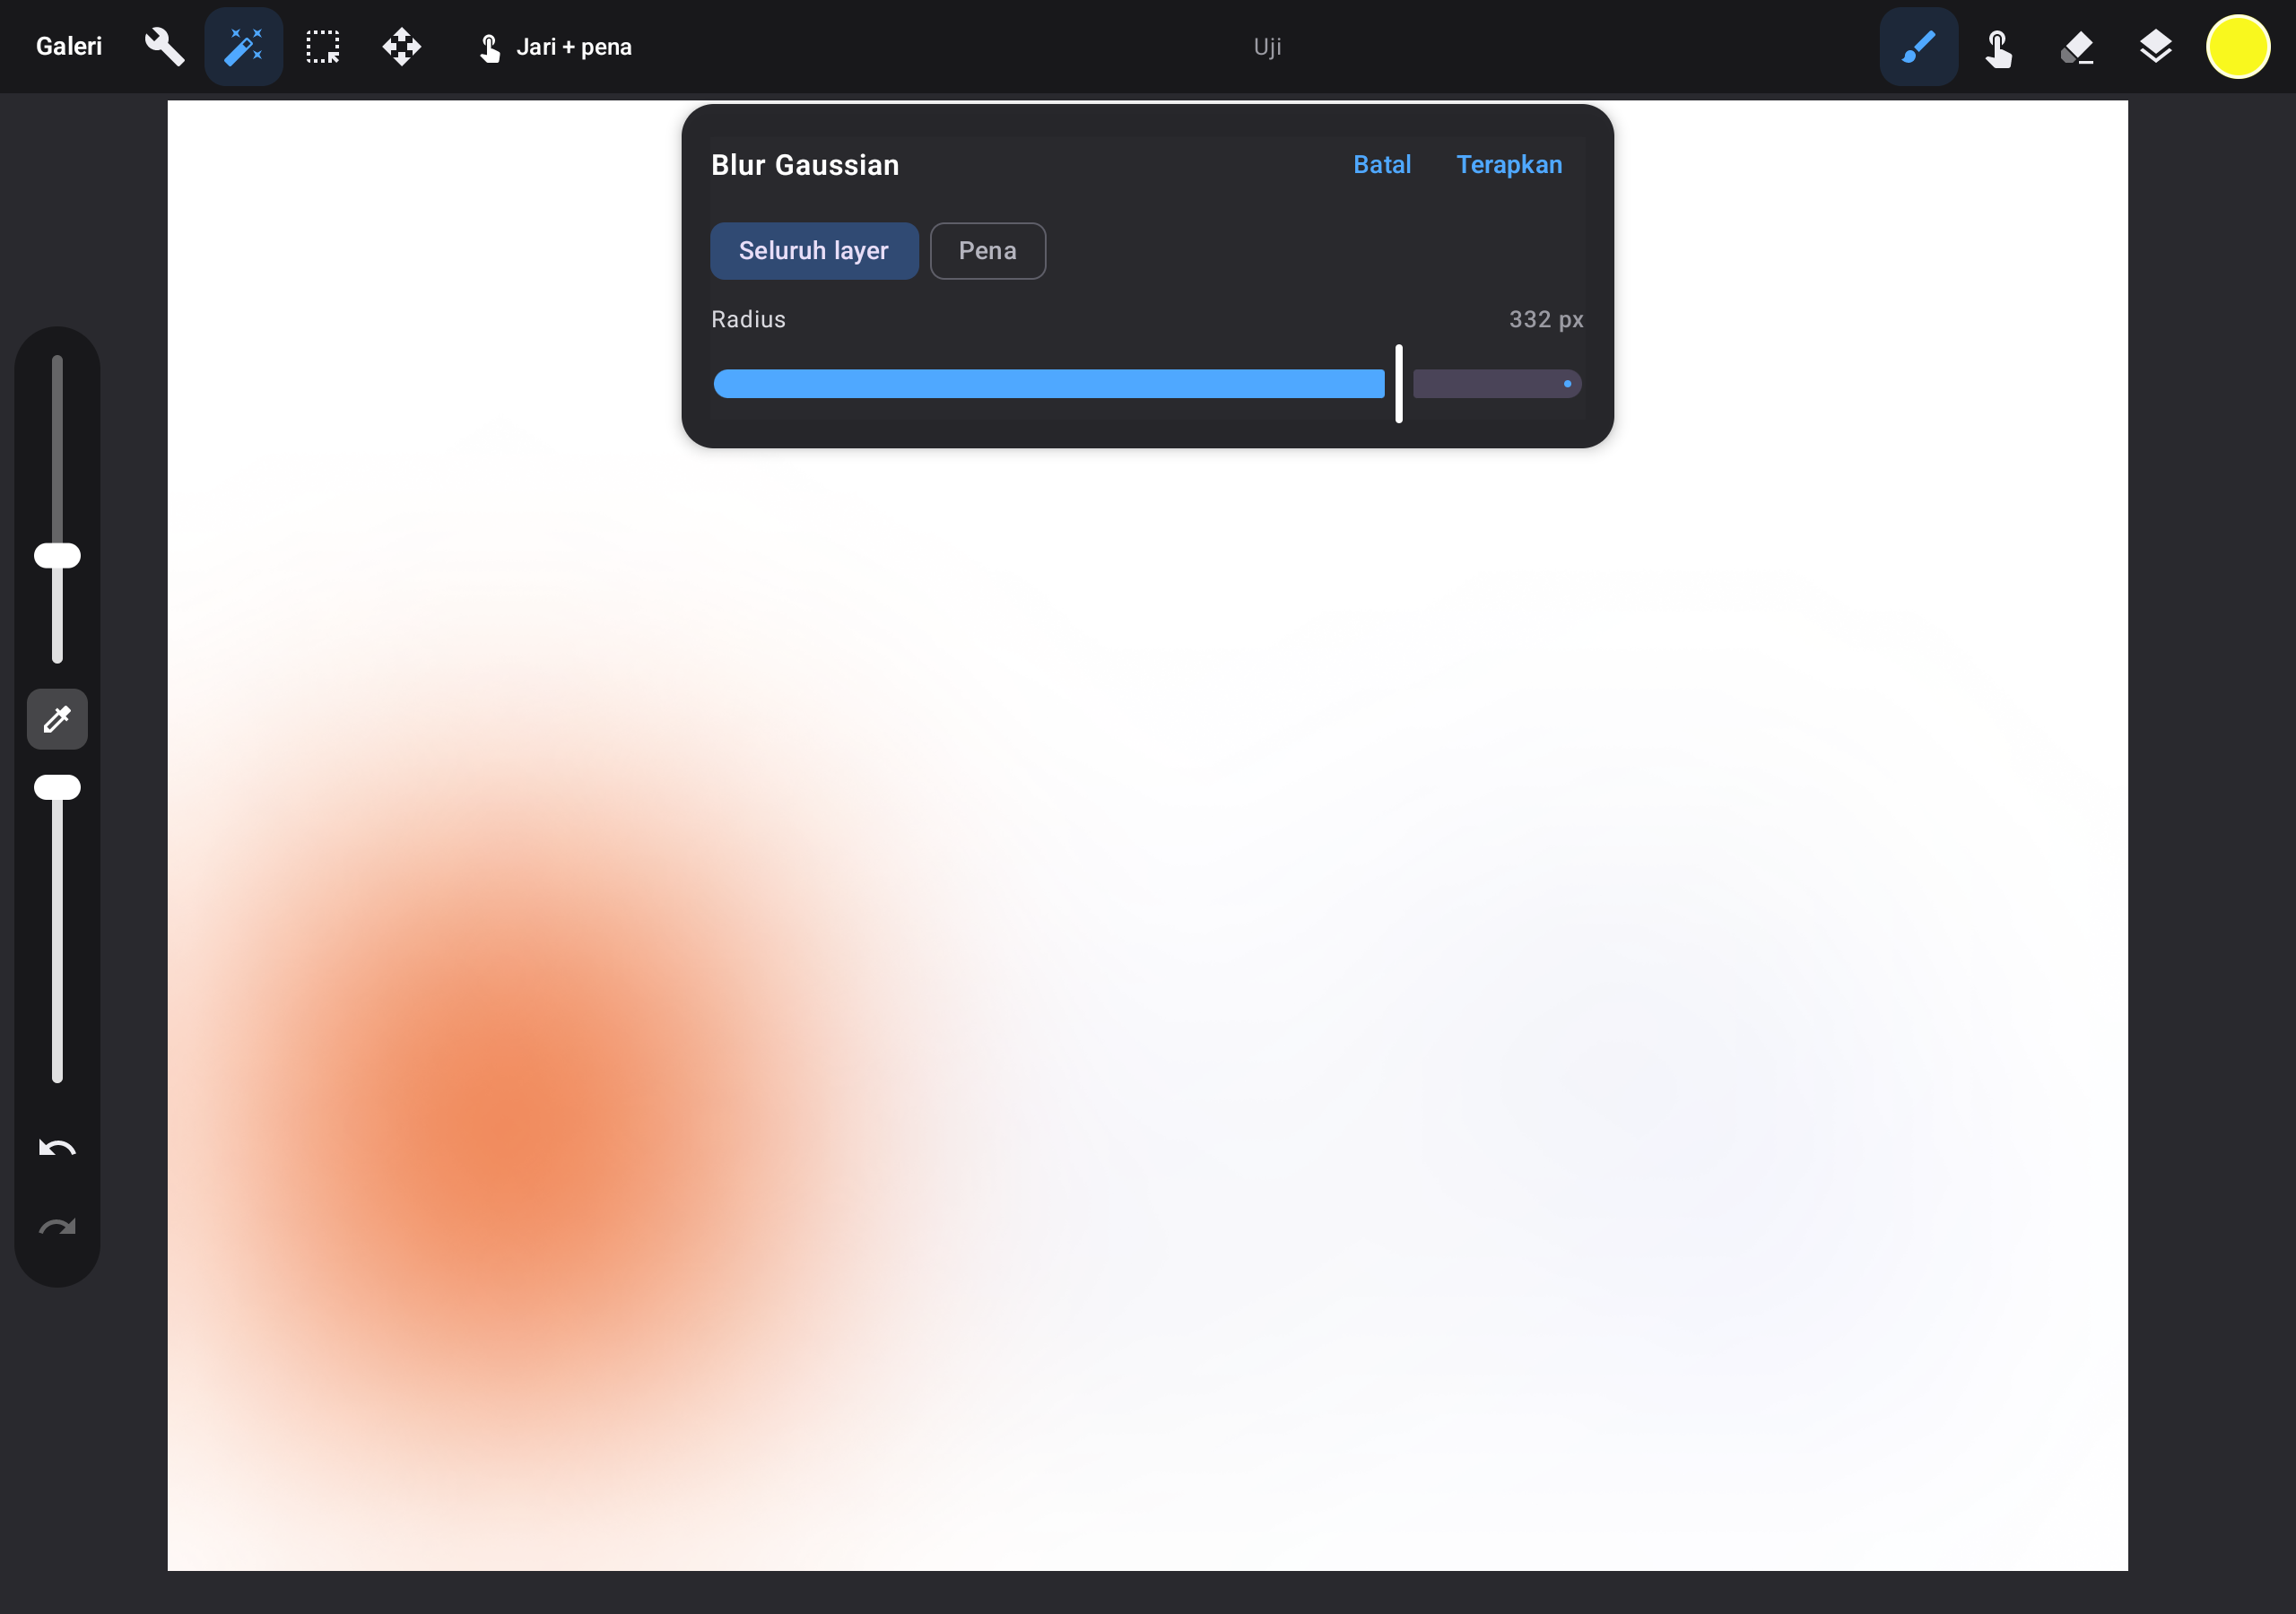 Galeri
Jari + pena
Uji
Blur Gaussian
Batal
Terapkan
Seluruh layer
Pena
Radius
332 px